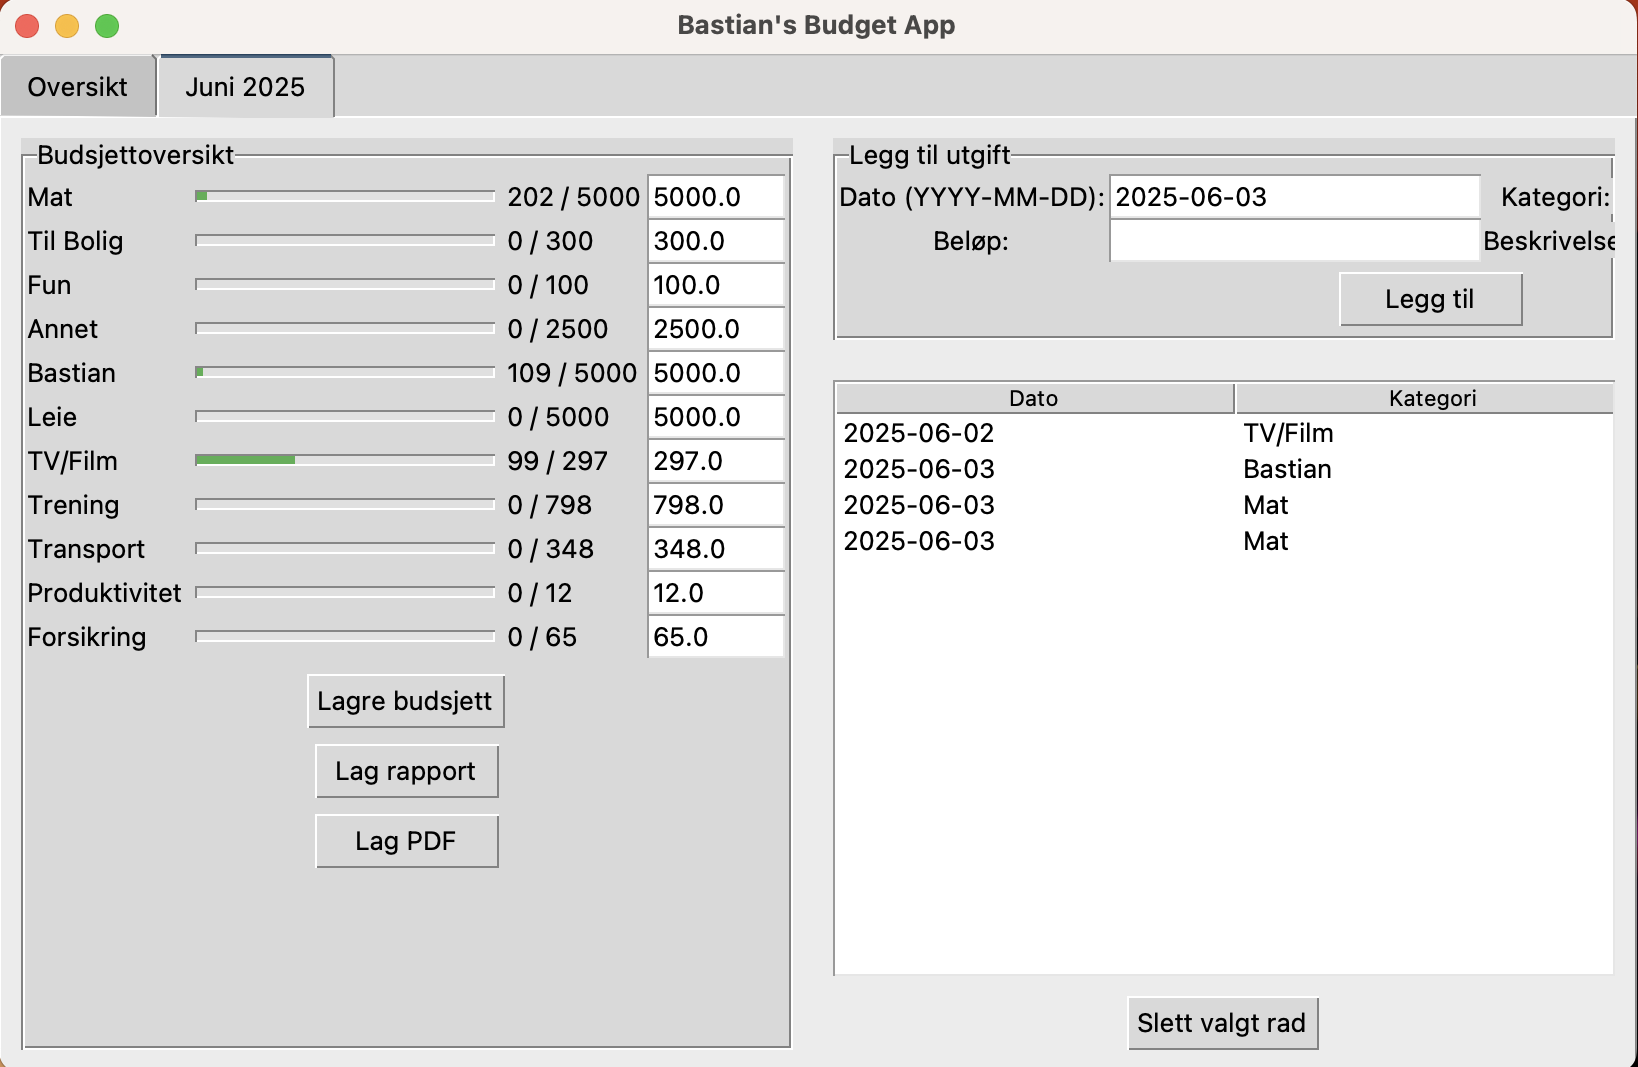 Bastian's Budget App
Oversikt
Juni 2025
Budsjettoversikt
Mat 202 / 5000 5000.0
Til Bolig 0 / 300 300.0
Fun 0 / 100 100.0
Annet 0 / 2500 2500.0
Bastian 109 / 5000 5000.0
Leie 0 / 5000 5000.0
TV/Film 99 / 297 297.0
Trening 0 / 798 798.0
Transport 0 / 348 348.0
Produktivitet 0 / 12 12.0
Forsikring 0 / 65 65.0
Lagre budsjett
Lag rapport
Lag PDF
Legg til utgift
Dato (YYYY-MM-DD): 2025-06-03 Kategori:
Beløp: Beskrivelse
Legg til
Dato Kategori
2025-06-02 TV/Film
2025-06-03 Bastian
2025-06-03 Mat
2025-06-03 Mat
Slett valgt rad